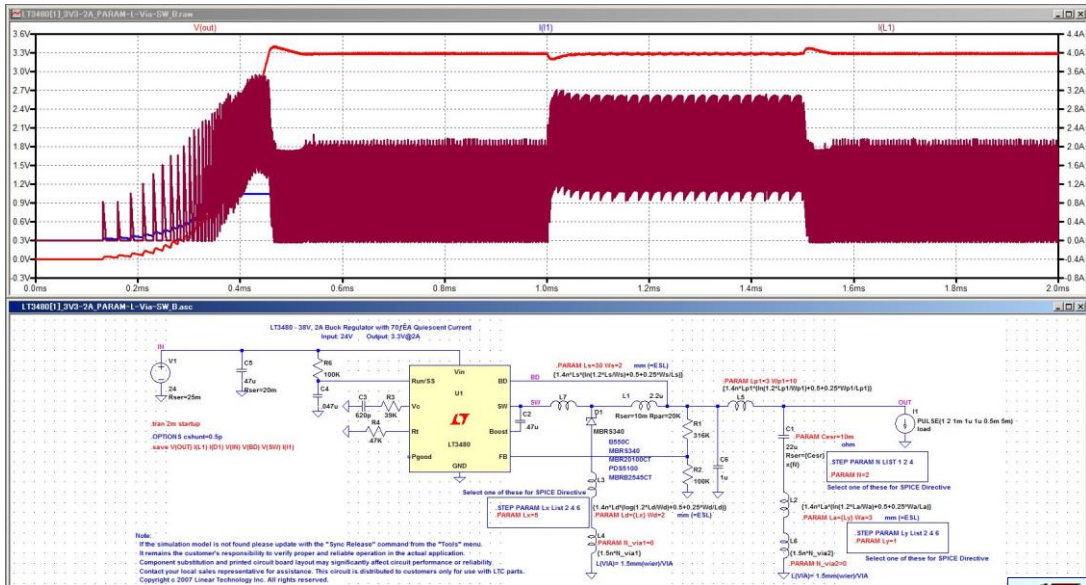 LT3480[1]_3V3-2A_PARAM-L-Via-SW_B.raw
V(out) I(I1) I(L1)
3.6V 4.4A
3.3V 4.0A
3.0V 3.6A
2.7V 3.2A
2.4V 2.8A
2.1V 2.4A
1.8V 2.0A
1.5V 1.6A
1.2V 1.2A
0.9V 0.8A
0.6V 0.4A
0.3V 0.0A
0.0V -0.4A
-0.3V -0.8A
0.0ms 0.2ms 0.4ms 0.6ms 0.8ms 1.0ms 1.2ms 1.4ms 1.6ms 1.8ms 2.0ms
LT3480[1]_3V3-2A_PARAM-L-Via-SW_B.asc
LT3480 - 38V, 2A Buck Regulator with 70ƒÊA Quiescent Current
Input: 24V Output: 3.3V@2A
IN
V1
24
Rser=25m
C5
47u
Rser=20m
R6
100K
C4
.047u
C3
620p
R3
39K
R4
47K
Vin
Run/SS
BD
U1
Vc
SW
Rt
Boost
LT3480
Pgood
FB
GND
.tran 2m startup
.OPTIONS cshunt=0.5p
.save V(OUT) I(L1) I(D1) V(IN) V(BD) V(SW) I(I1)
BD
SW
C2
.47u
L7
.PARAM Ls=30 Ws=2 mm (=ESL)
{1.4n*Ls*(ln(1.2*Ls/Ws)+0.5+0.25*Ws/Ls)}
L1
2.2u
Rser=10m Rpar=20K
D1
MBRS340
B550C
MBRS340
MBR20100CT
PDS5100
MBRB2545CT
R1
316K
R2
100K
C6
1u
.PARAM Lp1=3 Wp1=10
{1.4n*Lp1*(ln(1.2*Lp1/Wp1)+0.5+0.25*Wp1/Lp1)}
L5
OUT
I1
PULSE(1 2 1m 1u 1u 0.5m 5m)
load
C1
22u
Rser={Cesr}
x{N}
.PARAM Cesr=10m
ohm
.STEP PARAM N LIST 1 2 4
.PARAM N=2
Select one of these for SPICE Directive
L3
Select one of these for SPICE Directive
.STEP PARAM Lx List 2 4 6
.PARAM Lx=5
{1.4n*Ld*(log(1.2*Ld/Wd)+0.5+0.25*Wd/Ld)}
.PARAM Ld={Lx} Wd=2 mm (=ESL)
L4
.PARAM N_via1=0
{1.5n*N_via1}
L(VIA)= 1.5mm(wier)/VIA
L2
{1.4n*La*(ln(1.2*La/Wa)+0.5+0.25*Wa/La)}
.PARAM La={Ly} Wa=3 mm (=ESL)
L6
.STEP PARAM Ly List 2 4 6
.PARAM Ly=1
{1.5n*N_via2}
Select one of these for SPICE Directive
.PARAM N_via2=0
L(VIA)= 1.5mm(wier)/VIA
Note:
If the simulation model is not found please update with the "Sync Release" command from the "Tools" menu.
It remains the customer's responsibility to verify proper and reliable operation in the actual application.
Component substitution and printed circuit board layout may significantly affect circuit performance or reliability.
Contact your local sales representative for assistance. This circuit is distributed to customers only for use with LTC parts.
Copyright © 2007 Linear Technology Inc. All rights reserved.